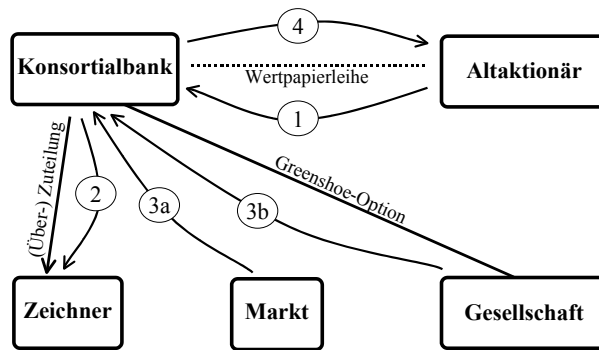 4
Konsortialbank
Altaktionär
Wertpapierleihe
1
(Über-) Zuteilung
2
3a
3b
Greenshoe-Option
Zeichner
Markt
Gesellschaft